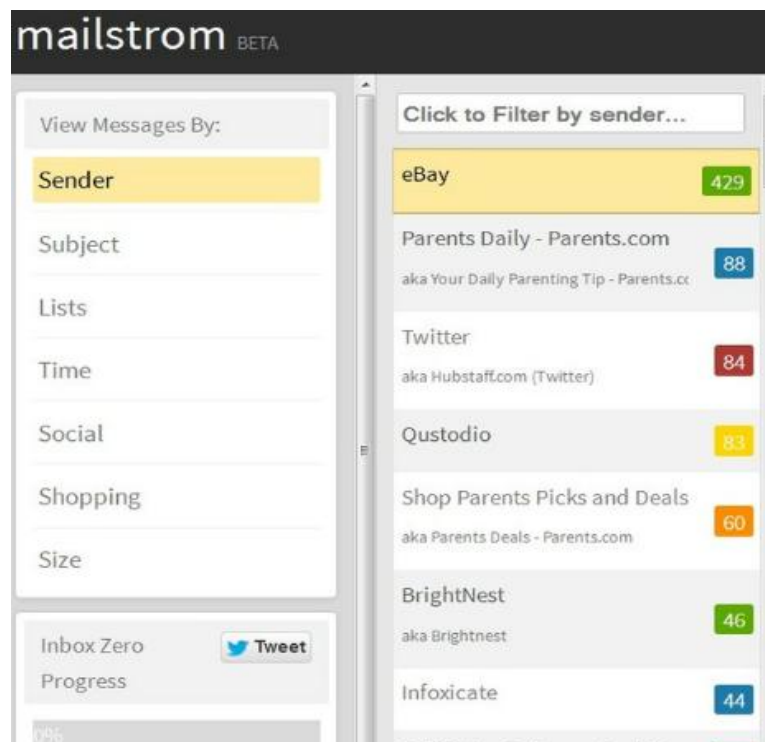 mailstrom BETA
View Messages By:
Sender
Subject
Lists
Time
Social
Shopping
Size
Inbox Zero
Progress
Tweet
0%
Click to Filter by sender...
eBay
429
Parents Daily - Parents.com
aka Your Daily Parenting Tip - Parents.cc
88
Twitter
aka Hubstaff.com (Twitter)
84
Qustodio
83
Shop Parents Picks and Deals
aka Parents Deals - Parents.com
60
BrightNest
aka Brightnest
46
Infoxicate
44